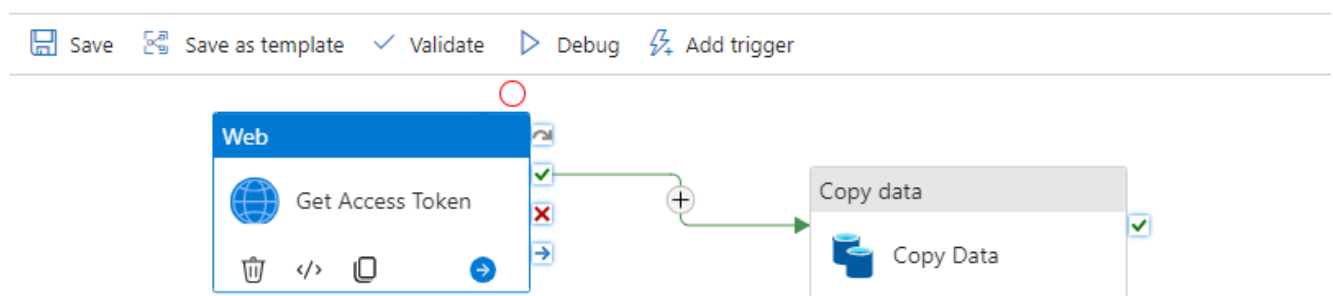 Save Save as template Validate Debug Add trigger
Web
Get Access Token
</>
Copy data
Copy Data